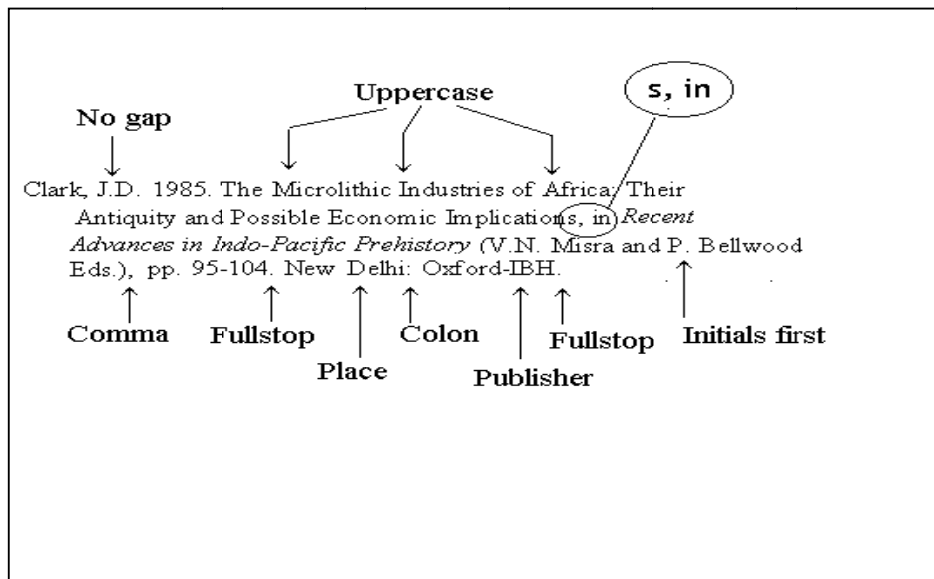 s, in
Uppercase
No gap
Clark, J.D. 1985. The Microlithic Industries of Africa: Their
Antiquity and Possible Economic Implications, in Recent
Advances in Indo-Pacific Prehistory (V.N. Misra and P. Bellwood
Eds.), pp. 95-104. New Delhi: Oxford-IBH.
Comma
Fullstop
Colon
Fullstop
Initials first
Place
Publisher